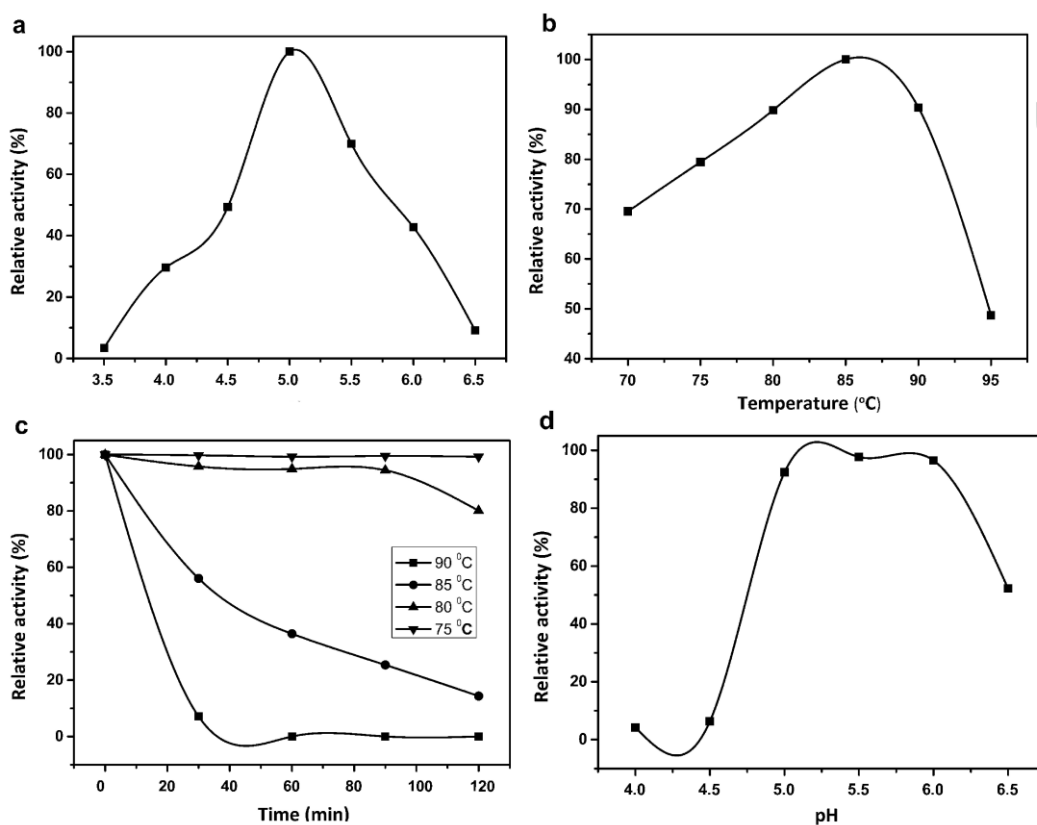 a
Relative activity (%)
100
80
60
40
20
0
3.5 4.0 4.5 5.0 5.5 6.0 6.5
b
Relative activity (%)
100
90
80
70
60
50
40
70 75 80 85 90 95
Temperature (°C)
c
Relative activity (%)
100
80
60
40
20
0
90 ⁰C
85 ⁰C
80 ⁰C
75 ⁰C
0 20 40 60 80 100 120
Time (min)
d
Relative activity (%)
100
80
60
40
20
0
4.0 4.5 5.0 5.5 6.0 6.5
pH